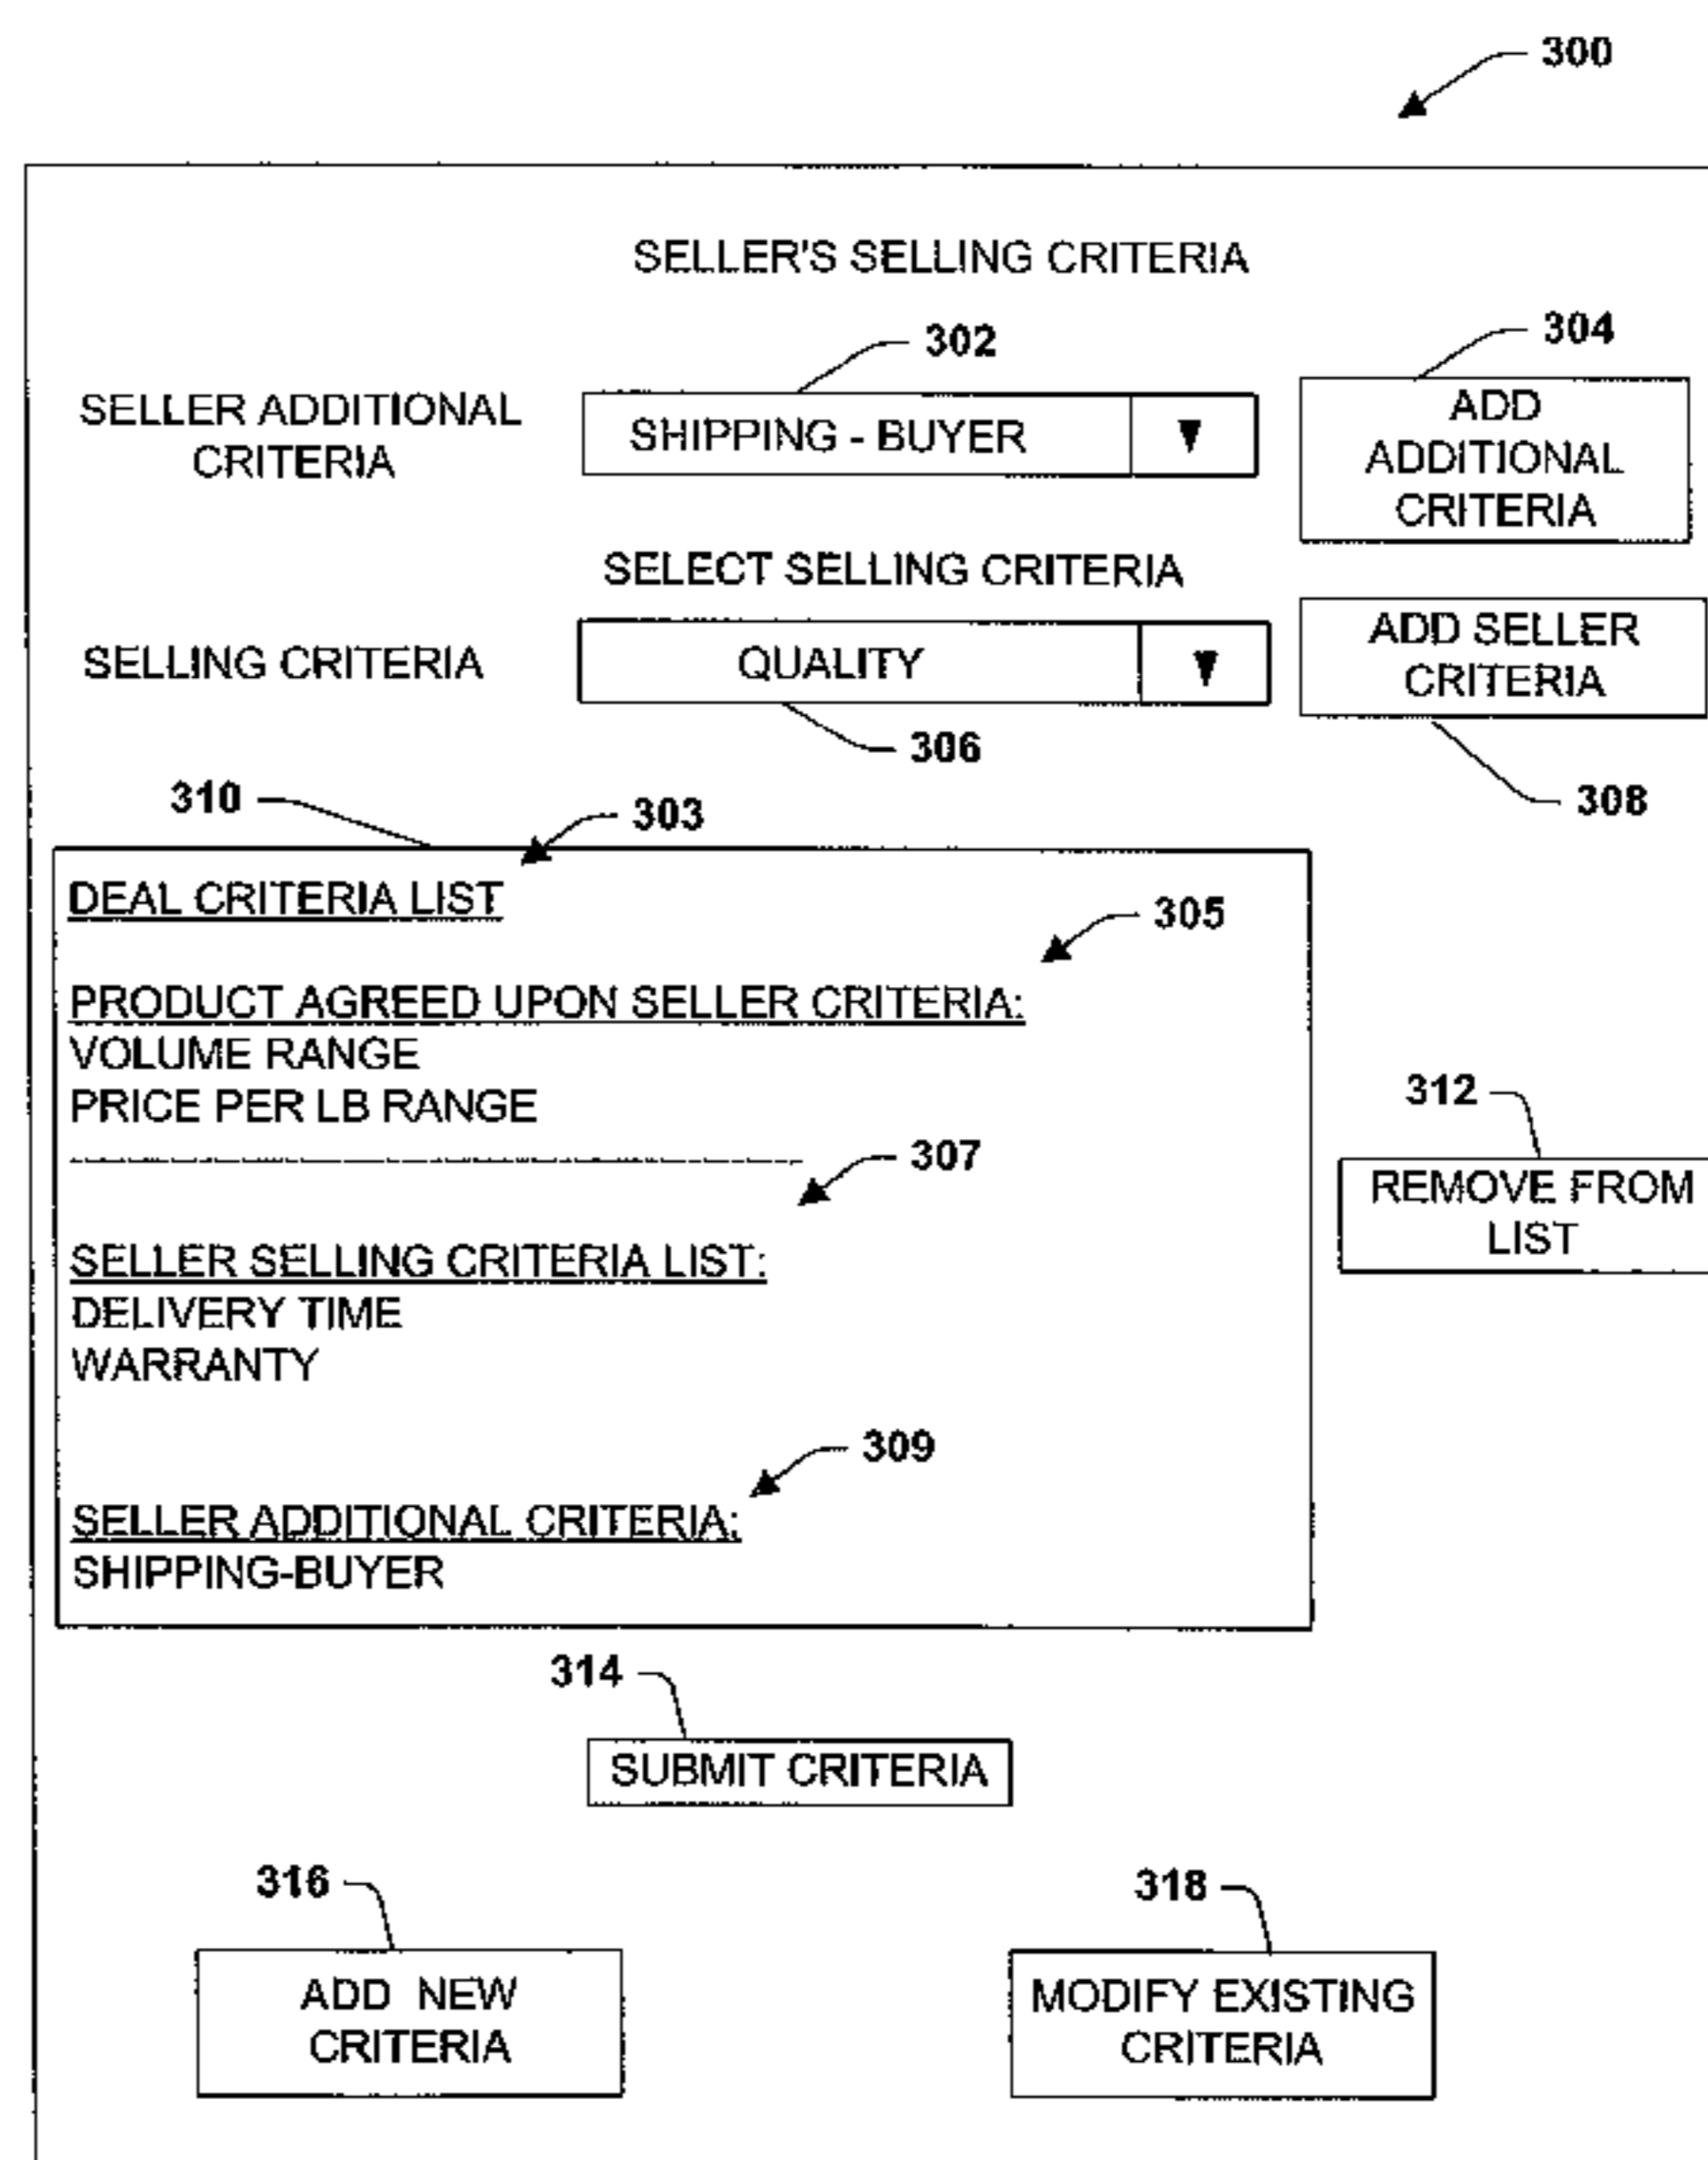 300
SELLER'S SELLING CRITERIA
302
304
SELLER ADDITIONAL
CRITERIA
SHIPPING - BUYER
ADD
ADDITIONAL
CRITERIA
SELECT SELLING CRITERIA
SELLING CRITERIA
QUALITY
ADD SELLER
CRITERIA
306
308
310
303
DEAL CRITERIA LIST
305
PRODUCT AGREED UPON SELLER CRITERIA:
VOLUME RANGE
PRICE PER LB RANGE
312
307
REMOVE FROM
LIST
SELLER SELLING CRITERIA LIST:
DELIVERY TIME
WARRANTY
309
SELLER ADDITIONAL CRITERIA:
SHIPPING-BUYER
314
SUBMIT CRITERIA
316
318
ADD NEW
CRITERIA
MODIFY EXISTING
CRITERIA